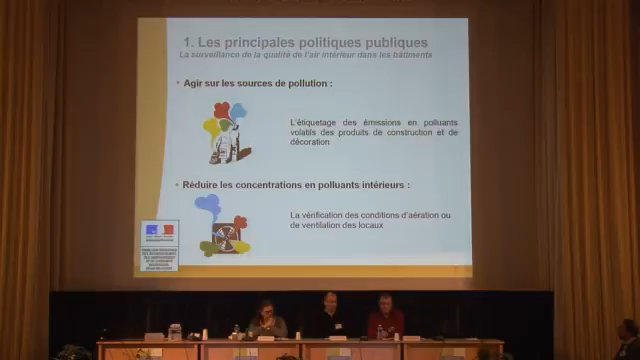 1. Les principales politiques publiques
La surveillance de la qualité de l'air intérieur dans les bâtiments
• Agir sur les sources de pollution :
L'étiquetage des émissions en polluants
volatils des produits de construction et de
décoration
• Réduire les concentrations en polluants intérieurs :
La vérification des conditions d'aération ou
de ventilation des locaux